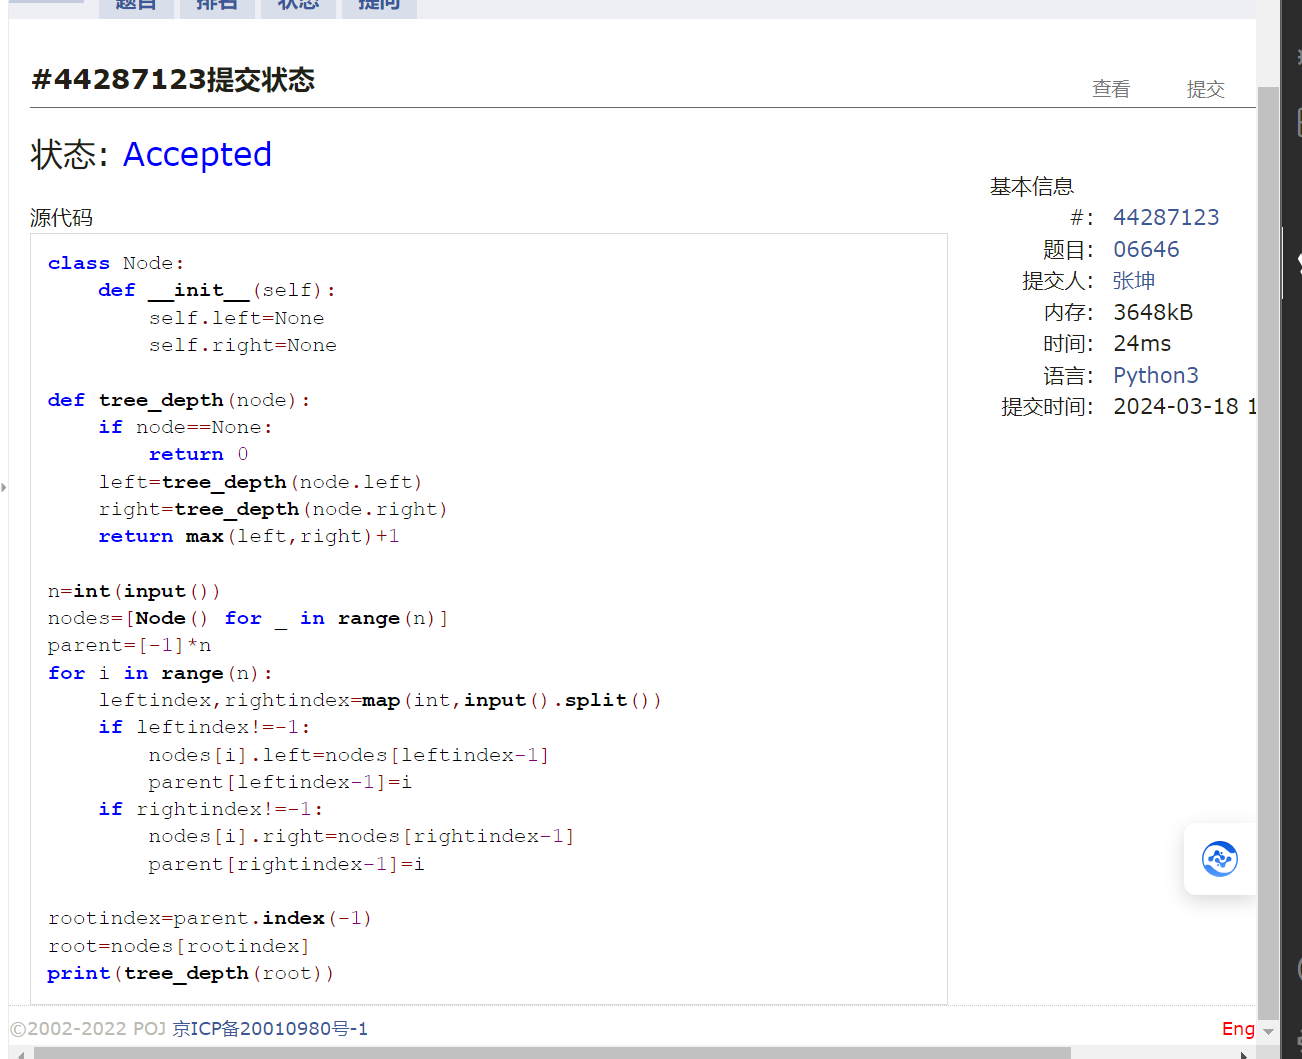 题目 排名 状态 提问
#44287123提交状态
查看 提交
状态: Accepted
基本信息
#: 44287123
题目: 06646
提交人: 张坤
内存: 3648kB
时间: 24ms
语言: Python3
提交时间: 2024-03-18 1
源代码
class Node:
    def __init__(self):
        self.left=None
        self.right=None

def tree_depth(node):
    if node==None:
        return 0
    left=tree_depth(node.left)
    right=tree_depth(node.right)
    return max(left,right)+1

n=int(input())
nodes=[Node() for _ in range(n)]
parent=[-1]*n
for i in range(n):
    leftindex,rightindex=map(int,input().split())
    if leftindex!=-1:
        nodes[i].left=nodes[leftindex-1]
        parent[leftindex-1]=i
    if rightindex!=-1:
        nodes[i].right=nodes[rightindex-1]
        parent[rightindex-1]=i

rootindex=parent.index(-1)
root=nodes[rootindex]
print(tree_depth(root))
©2002-2022 POJ 京ICP备20010980号-1
Eng